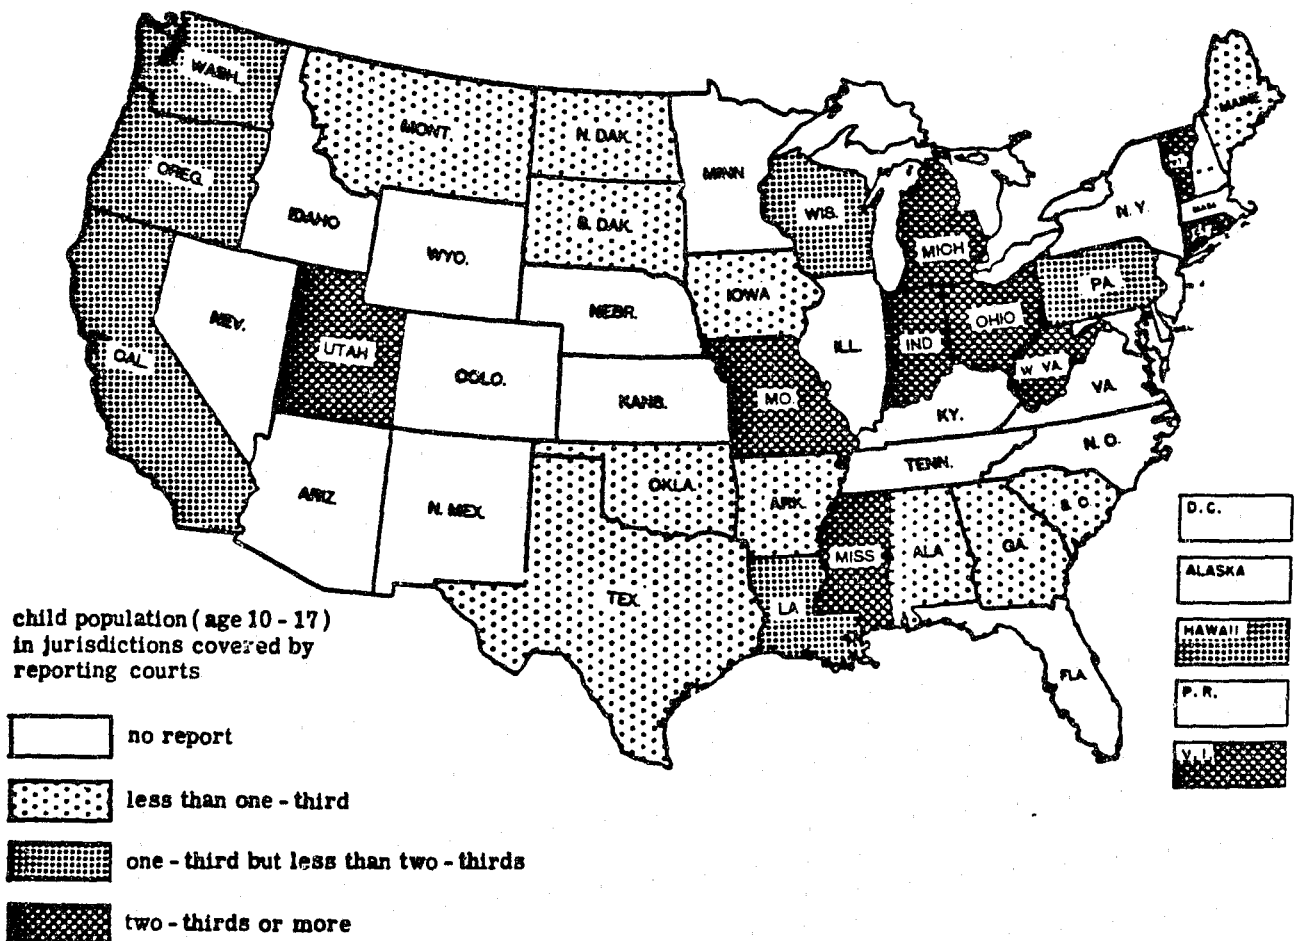 WASH.
MONT.
N. DAK.
MINN
MAINE
OREG.
IDAHO
S. DAK.
WIS.
MICH
N. Y.
MASS
WYO.
IOWA
PA.
NEV.
UTAH
NEBR.
ILL.
IND
OHIO
CAL.
COLO.
KANS.
MO.
W VA.
VA.
KY.
ARIZ.
N. MEX.
OKLA.
ARK.
TENN.
N. C.
S. C.
TEX.
LA
MISS
ALA
GA.
FLA
D.C.
ALASKA
HAWAII
P.R.
V.I.
child population ( age 10 - 17 )
in jurisdictions covered by
reporting courts
no report
less than one - third
one - third but less than two - thirds
two - thirds or more